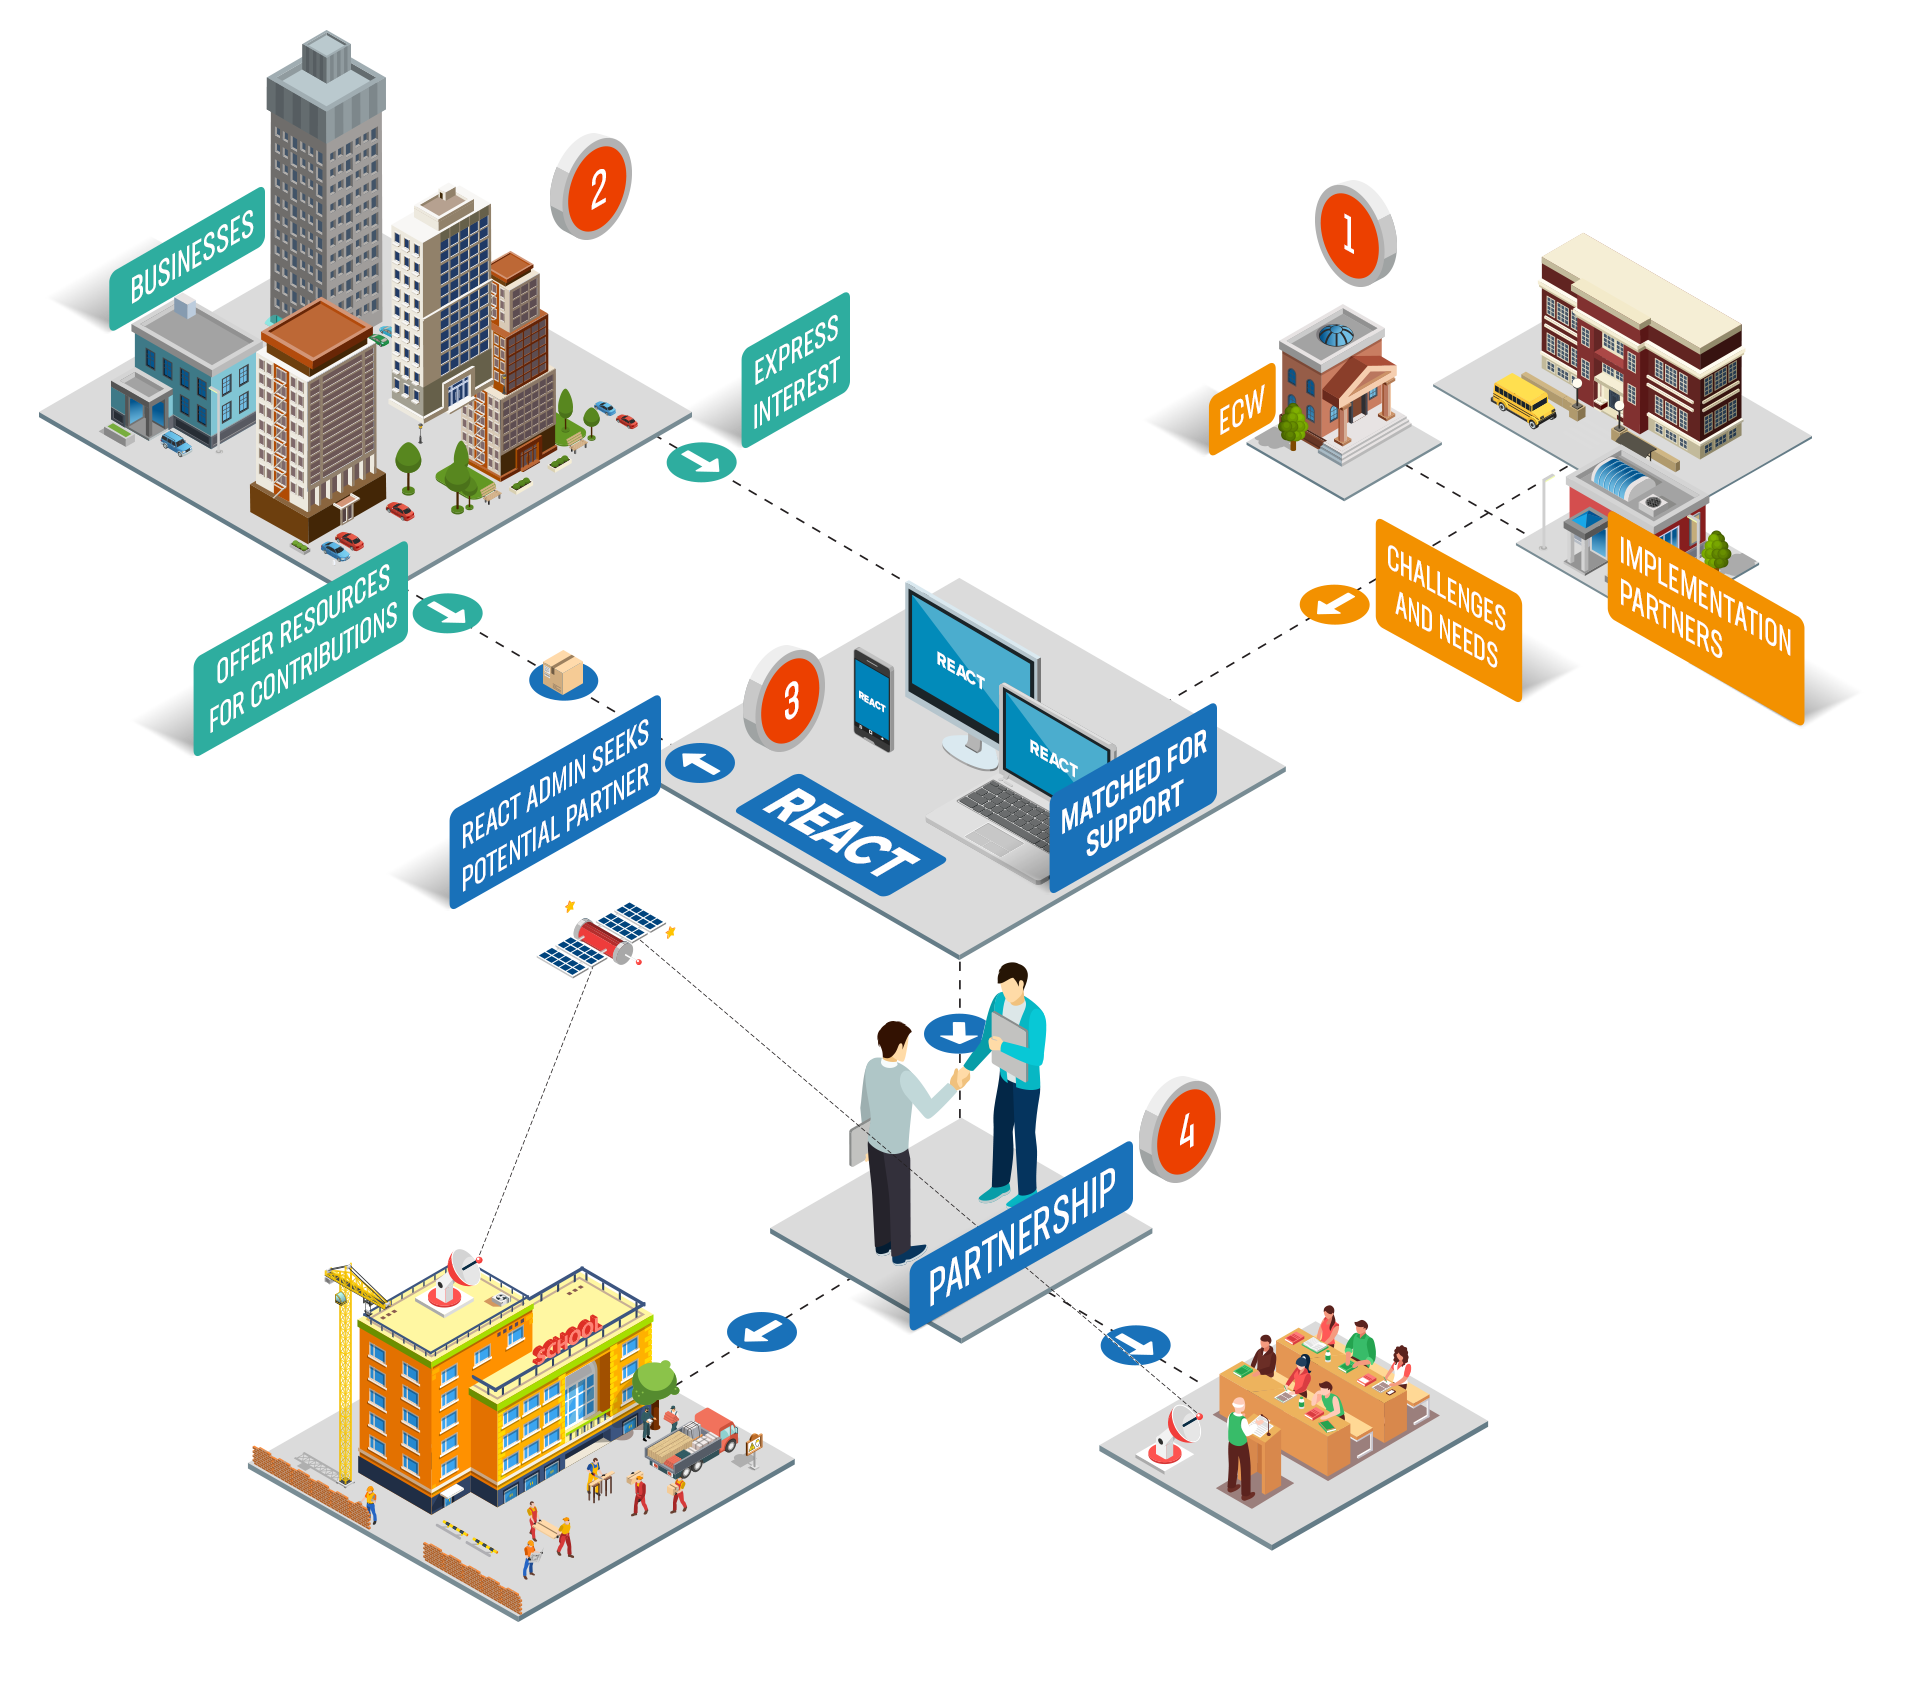 2
1
BUSINESSES
EXPRESS
INTEREST
ECW
IMPLEMENTATION
PARTNERS
CHALLENGES
AND NEEDS
OFFER RESOURCES
FOR CONTRIBUTIONS
3
REACT
REACT
REACT
MATCHED FOR
SUPPORT
REACT ADMIN SEEKS
POTENTIAL PARTNER
REACT
4
PARTNERSHIP
SCHOOL